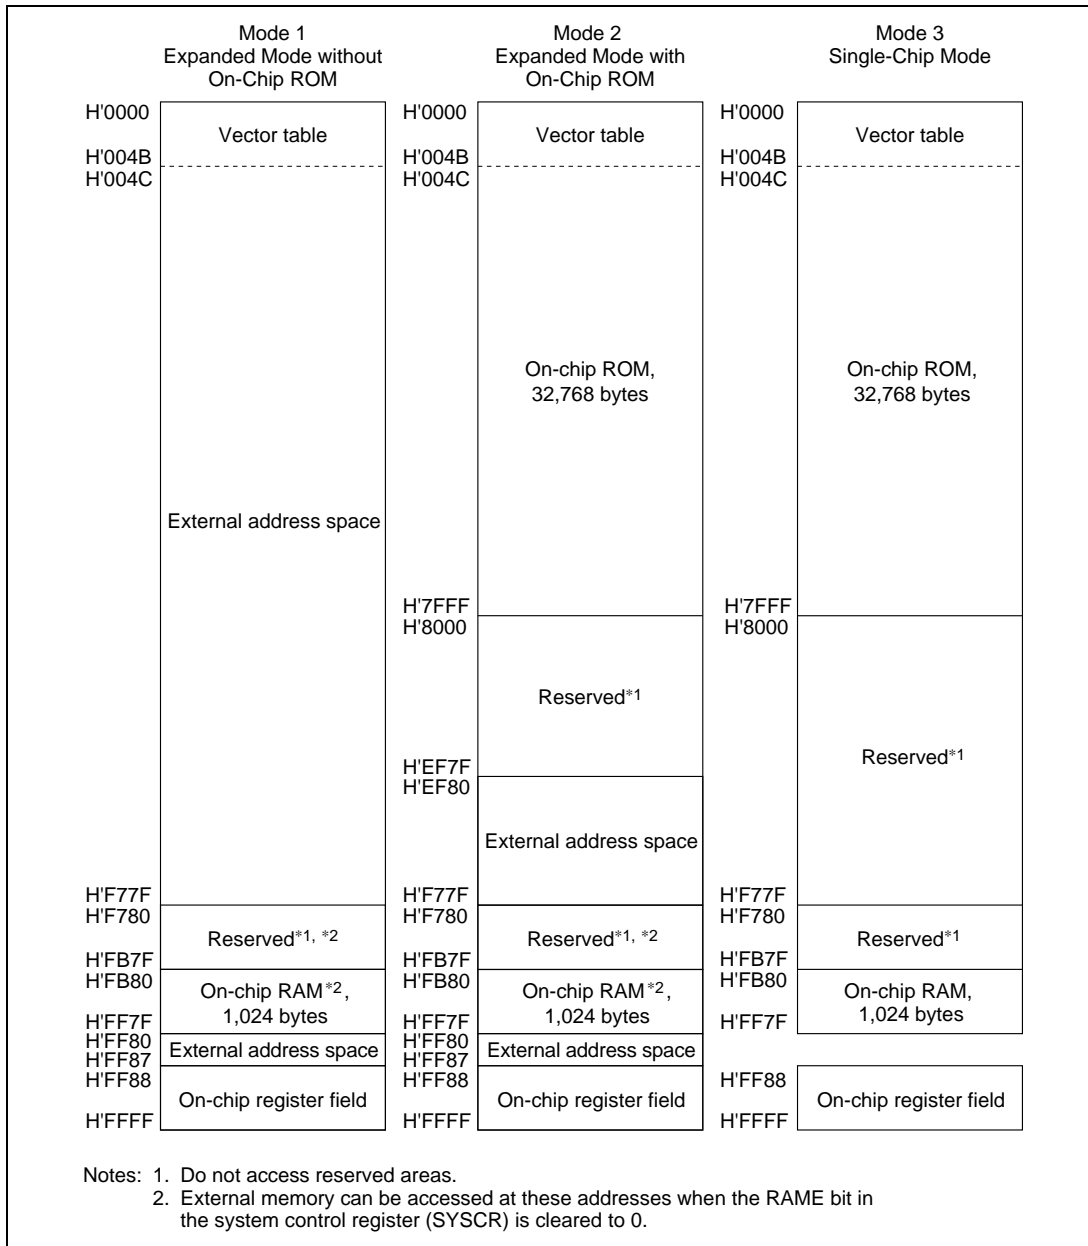 Mode 1
Expanded Mode without
On-Chip ROM
H'0000
Vector table
H'004B
H'004C
External address space
H'F77F
H'F780
Reserved*1, *2
H'FB7F
H'FB80
On-chip RAM*2,
1,024 bytes
H'FF7F
H'FF80
External address space
H'FF87
H'FF88
On-chip register field
H'FFFF
Mode 2
Expanded Mode with
On-Chip ROM
H'0000
Vector table
H'004B
H'004C
On-chip ROM,
32,768 bytes
H'7FFF
H'8000
Reserved*1
H'EF7F
H'EF80
External address space
H'F77F
H'F780
Reserved*1, *2
H'FB7F
H'FB80
On-chip RAM*2,
1,024 bytes
H'FF7F
H'FF80
External address space
H'FF87
H'FF88
On-chip register field
H'FFFF
Mode 3
Single-Chip Mode
H'0000
Vector table
H'004B
H'004C
On-chip ROM,
32,768 bytes
H'7FFF
H'8000
Reserved*1
H'F77F
H'F780
Reserved*1
H'FB7F
H'FB80
On-chip RAM,
1,024 bytes
H'FF7F
H'FF88
On-chip register field
H'FFFF
Notes: 1. Do not access reserved areas.
2. External memory can be accessed at these addresses when the RAME bit in
the system control register (SYSCR) is cleared to 0.